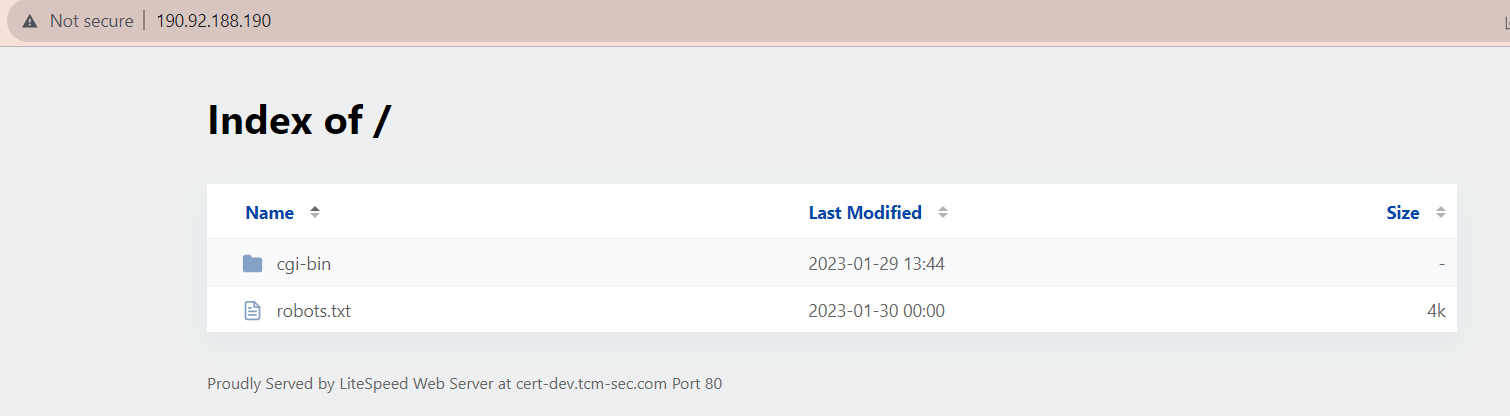 Not secure | 190.92.188.190
Index of /
Name Last Modified Size
cgi-bin 2023-01-29 13:44 -
robots.txt 2023-01-30 00:00 4k
Proudly Served by LiteSpeed Web Server at cert-dev.tcm-sec.com Port 80